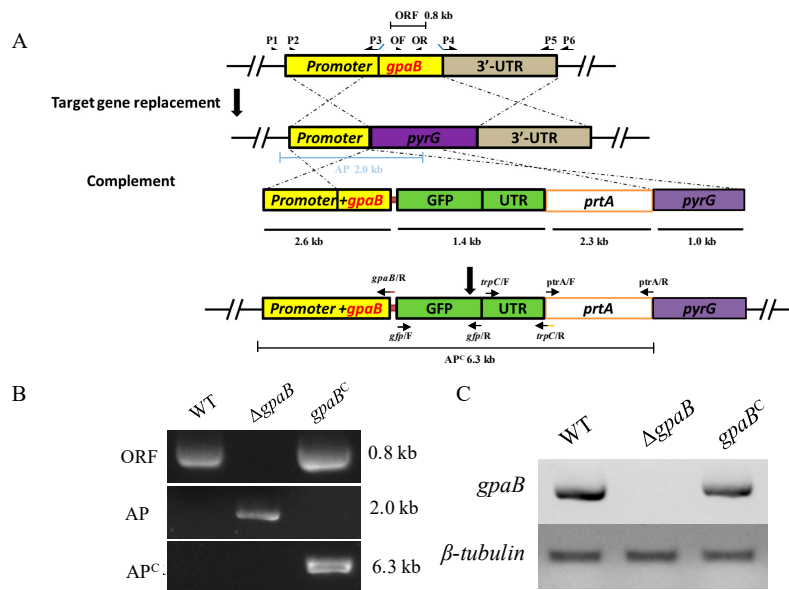 A
ORF 0.8 kb
P1 P2 P3 OF OR P4 P5 P6
Promoter gpaB 3'-UTR
Target gene replacement
Promoter pyrG 3'-UTR
AP 2.0 kb
Complement
Promoter +gpaB GFP UTR prtA pyrG
2.6 kb 1.4 kb 2.3 kb 1.0 kb
gpaB/R trpC/F ptrA/F ptrA/R
Promoter +gpaB GFP UTR prtA pyrG
gfp/F gfp/R trpC/R
APC 6.3 kb
B
WT ΔgpaB gpaBC
ORF 0.8 kb
AP 2.0 kb
APC 6.3 kb
C
WT ΔgpaB gpaBC
gpaB
β-tubulin